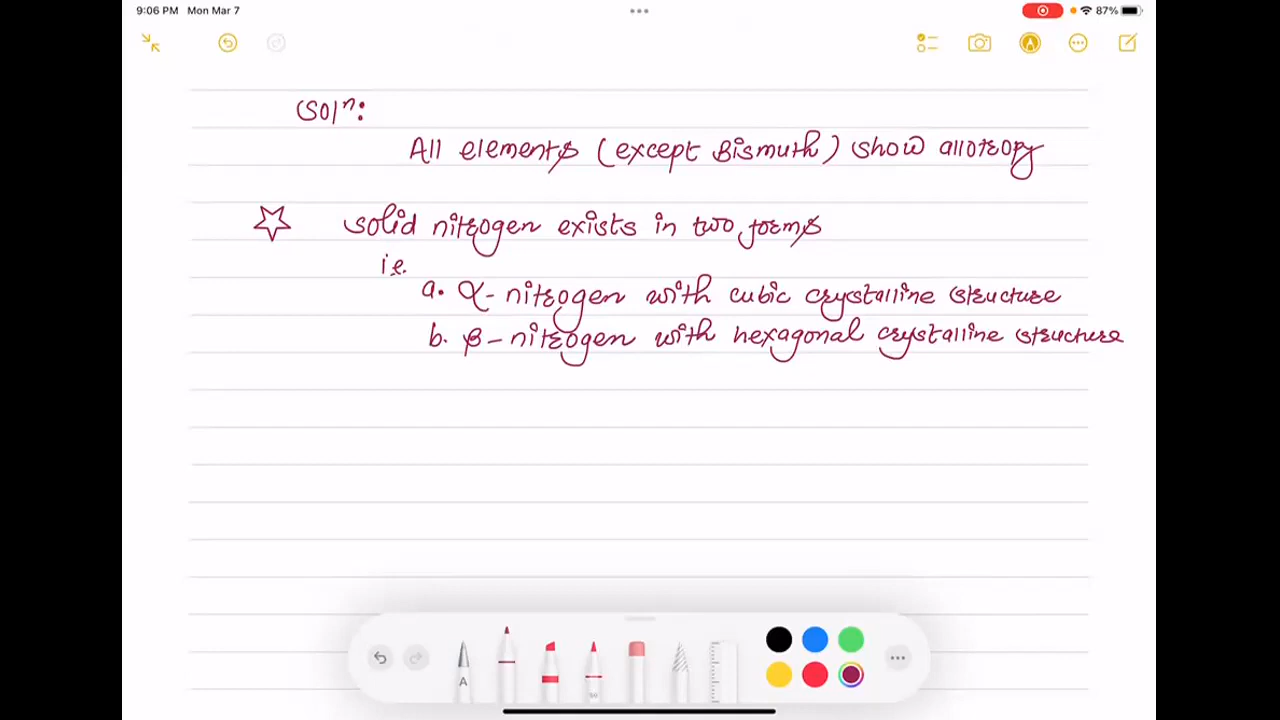 9:06 PM Mon Mar 7
87%
Solⁿ:
All elements (except Bismuth) show allotropy
solid nitrogen exists in two forms
i.e.
a. α- nitrogen with cubic crystalline structure
b. β- nitrogen with hexagonal crystalline structure
A
50